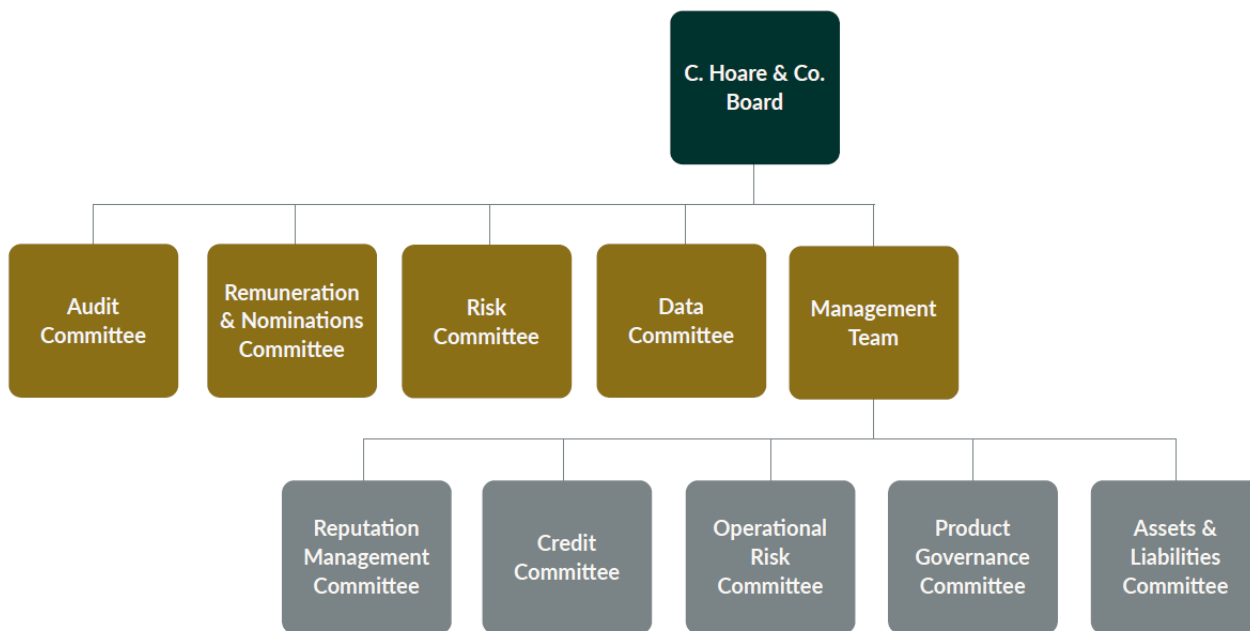 C. Hoare & Co.
Board
Audit
Committee
Remuneration
& Nominations
Committee
Risk
Committee
Data
Committee
Management
Team
Reputation
Management
Committee
Credit
Committee
Operational
Risk
Committee
Product
Governance
Committee
Assets &
Liabilities
Committee